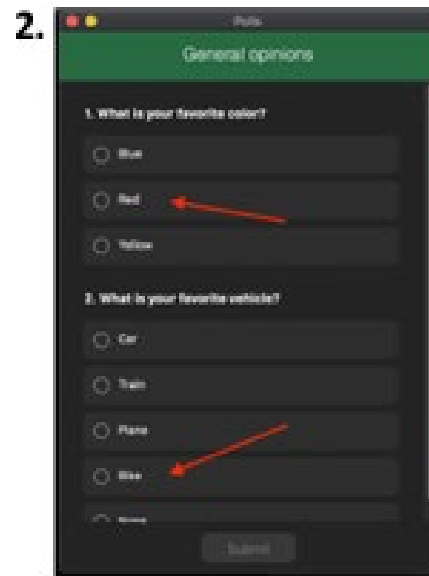 2.
Polls
General opinions
1. What is your favorite color?
Blue
Red
Yellow
2. What is your favorite vehicle?
Car
Train
Plane
Bike
Submit